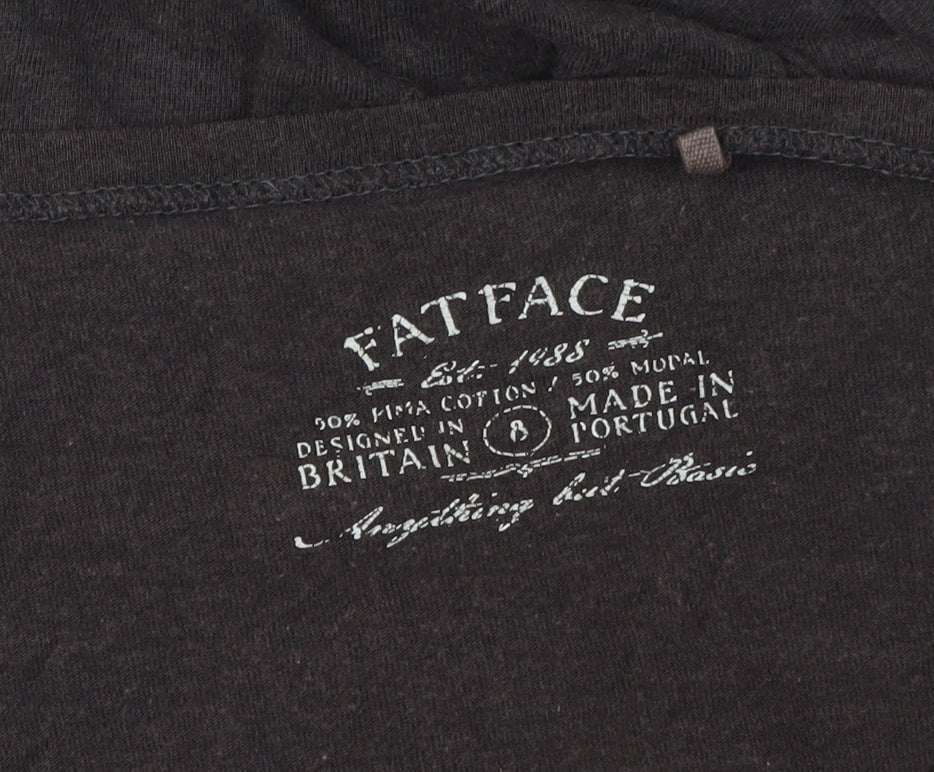 FATFACE
Est. 1988
50% PIMA COTTON / 50% MODAL
DESIGNED IN
BRITAIN
8
MADE IN
PORTUGAL
Anything but Basic